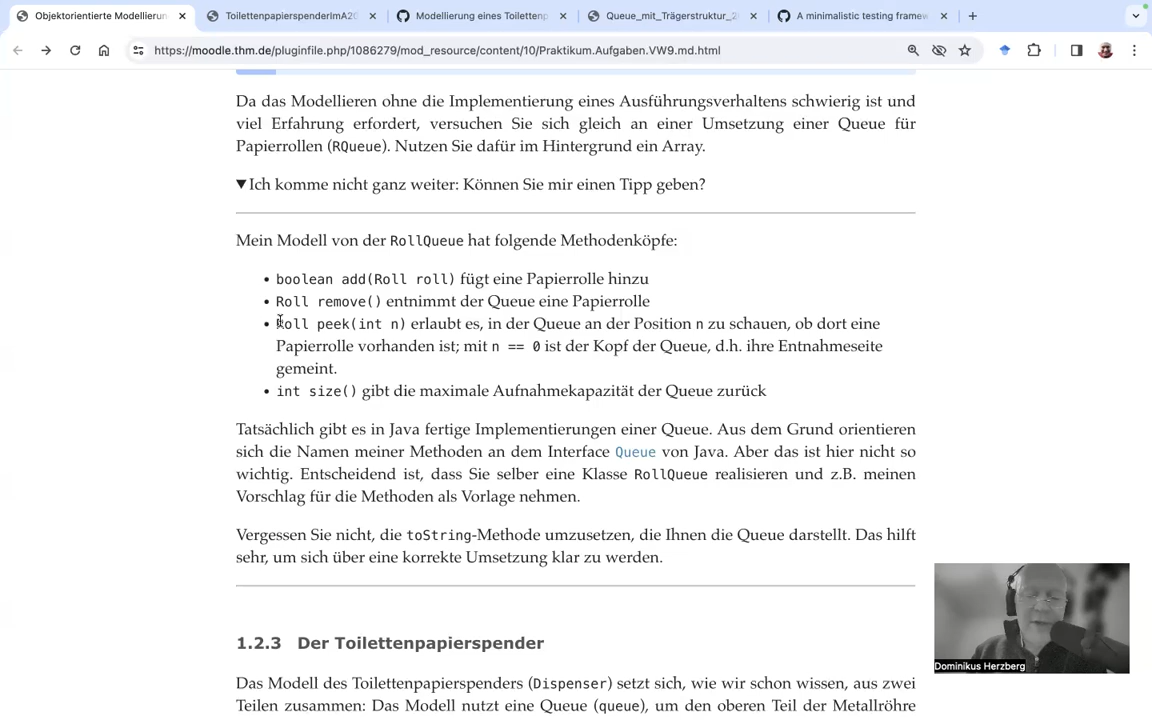 Objektorientierte Modellierun
ToilettenpapierspenderImA2
Modellierung eines Toilettenp
Queue_mit_Trägerstruktur_2
A minimalistic testing framew
https://moodle.thm.de/pluginfile.php/1086279/mod_resource/content/10/Praktikum.Aufgaben.VW9.md.html
Da das Modellieren ohne die Implementierung eines Ausführungsverhaltens schwierig ist und
viel Erfahrung erfordert, versuchen Sie sich gleich an einer Umsetzung einer Queue für
Papierrollen (RQueue). Nutzen Sie dafür im Hintergrund ein Array.
Ich komme nicht ganz weiter: Können Sie mir einen Tipp geben?
Mein Modell von der RollQueue hat folgende Methodenköpfe:
• boolean add(Roll roll) fügt eine Papierrolle hinzu
• Roll remove() entnimmt der Queue eine Papierrolle
• Roll peek(int n) erlaubt es, in der Queue an der Position n zu schauen, ob dort eine
Papierrolle vorhanden ist; mit n == 0 ist der Kopf der Queue, d.h. ihre Entnahmeseite
gemeint.
• int size() gibt die maximale Aufnahmekapazität der Queue zurück
Tatsächlich gibt es in Java fertige Implementierungen einer Queue. Aus dem Grund orientieren
sich die Namen meiner Methoden an dem Interface Queue von Java. Aber das ist hier nicht so
wichtig. Entscheidend ist, dass Sie selber eine Klasse RollQueue realisieren und z.B. meinen
Vorschlag für die Methoden als Vorlage nehmen.
Vergessen Sie nicht, die toString-Methode umzusetzen, die Ihnen die Queue darstellt. Das hilft
sehr, um sich über eine korrekte Umsetzung klar zu werden.
Dominikus Herzberg
1.2.3 Der Toilettenpapierspender
Das Modell des Toilettenpapierspenders (Dispenser) setzt sich, wie wir schon wissen, aus zwei
Teilen zusammen: Das Modell nutzt eine Queue (queue), um den oberen Teil der Metallröhre